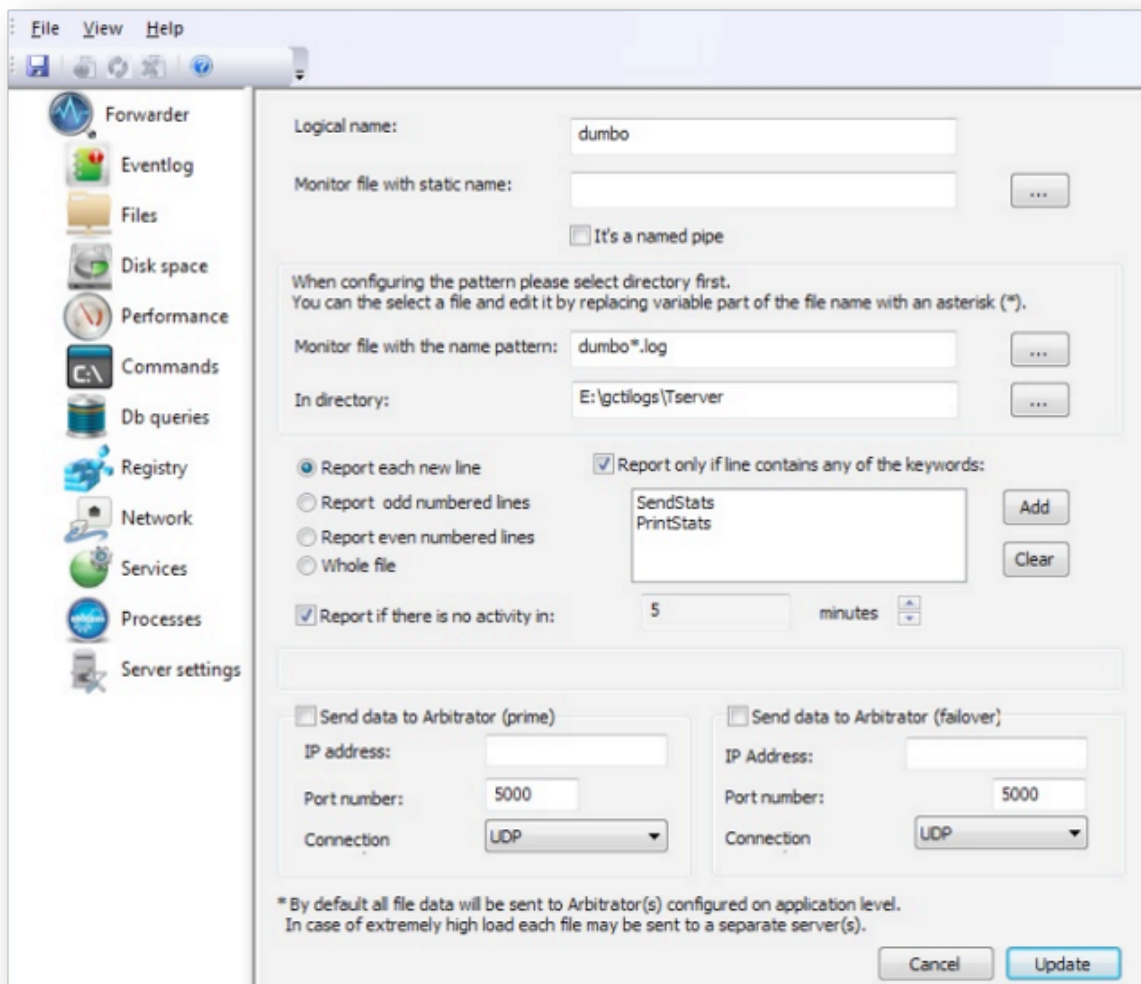 File View Help
Forwarder
Eventlog
Files
Disk space
Performance
C:\
Commands
Db queries
Registry
Network
Services
Processes
Server settings
Logical name: dumbo
Monitor file with static name: ...
It's a named pipe
When configuring the pattern please select directory first.
You can the select a file and edit it by replacing variable part of the file name with an asterisk (*).
Monitor file with the name pattern: dumbo*.log ...
In directory: E:\gctilogs\Tserver ...
Report each new line
Report odd numbered lines
Report even numbered lines
Whole file
Report only if line contains any of the keywords:
SendStats
PrintStats
Add
Clear
Report if there is no activity in: 5 minutes
Send data to Arbitrator (prime)
IP address:
Port number: 5000
Connection UDP
Send data to Arbitrator (failover)
IP Address:
Port number: 5000
Connection UDP
* By default all file data will be sent to Arbitrator(s) configured on application level.
In case of extremely high load each file may be sent to a separate server(s).
Cancel Update